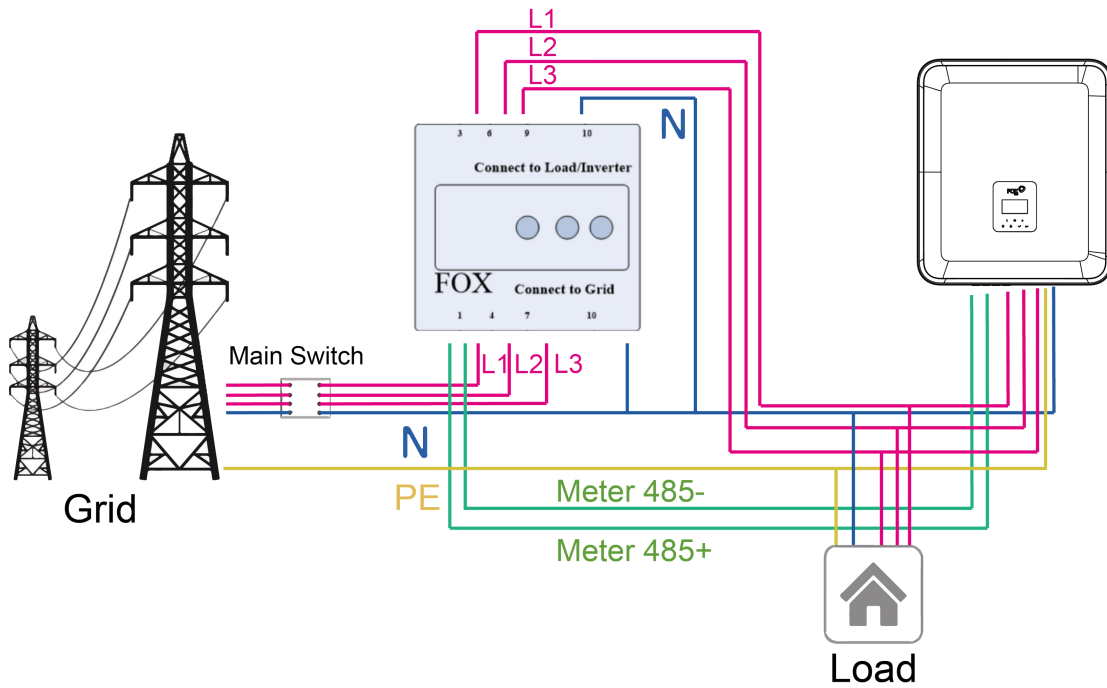 L1
L2
L3
N
3 6 9 10
Connect to Load/Inverter
FOX
FOX
Connect to Grid
1 4 7 10
Main Switch
L1 L2 L3
N
PE
Meter 485-
Meter 485+
Grid
Load